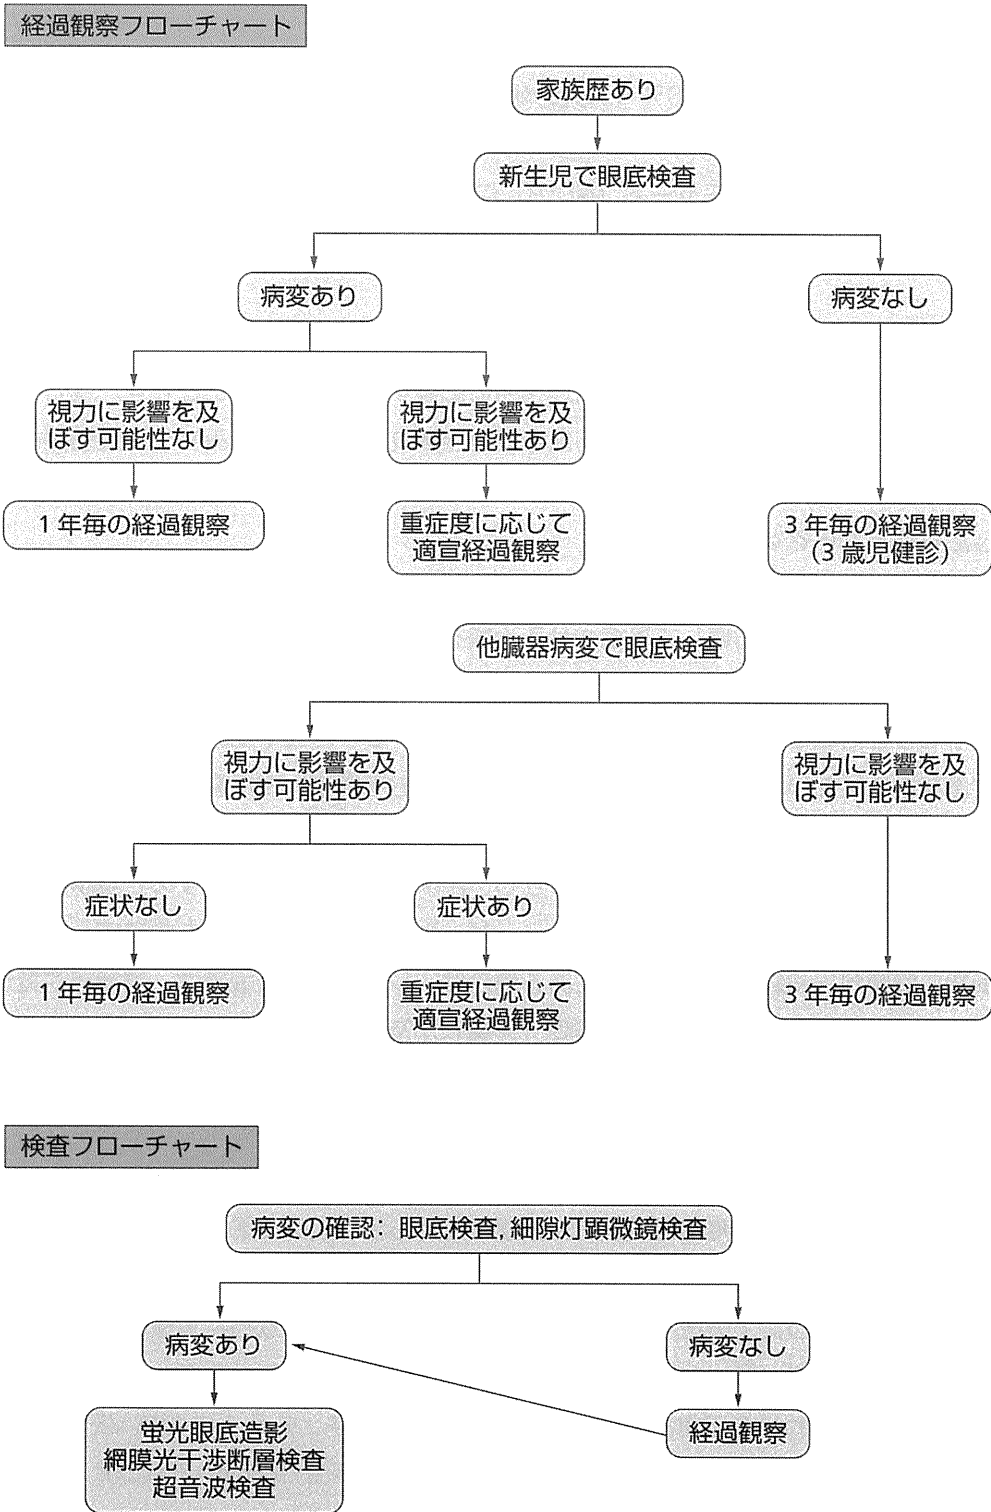 経過観察フローチャート
家族歴あり
新生児で眼底検査
病変あり
病変なし
視力に影響を及
ぼす可能性なし
視力に影響を及
ぼす可能性あり
1年毎の経過観察
重症度に応じて
適宣経過観察
3年毎の経過観察
（3歳児健診）
他臓器病変で眼底検査
視力に影響を及
ぼす可能性あり
視力に影響を及
ぼす可能性なし
症状なし
症状あり
1年毎の経過観察
重症度に応じて
適宣経過観察
3年毎の経過観察
検査フローチャート
病変の確認：眼底検査,細隙灯顕微鏡検査
病変あり
病変なし
蛍光眼底造影
網膜光干渉断層検査
超音波検査
経過観察